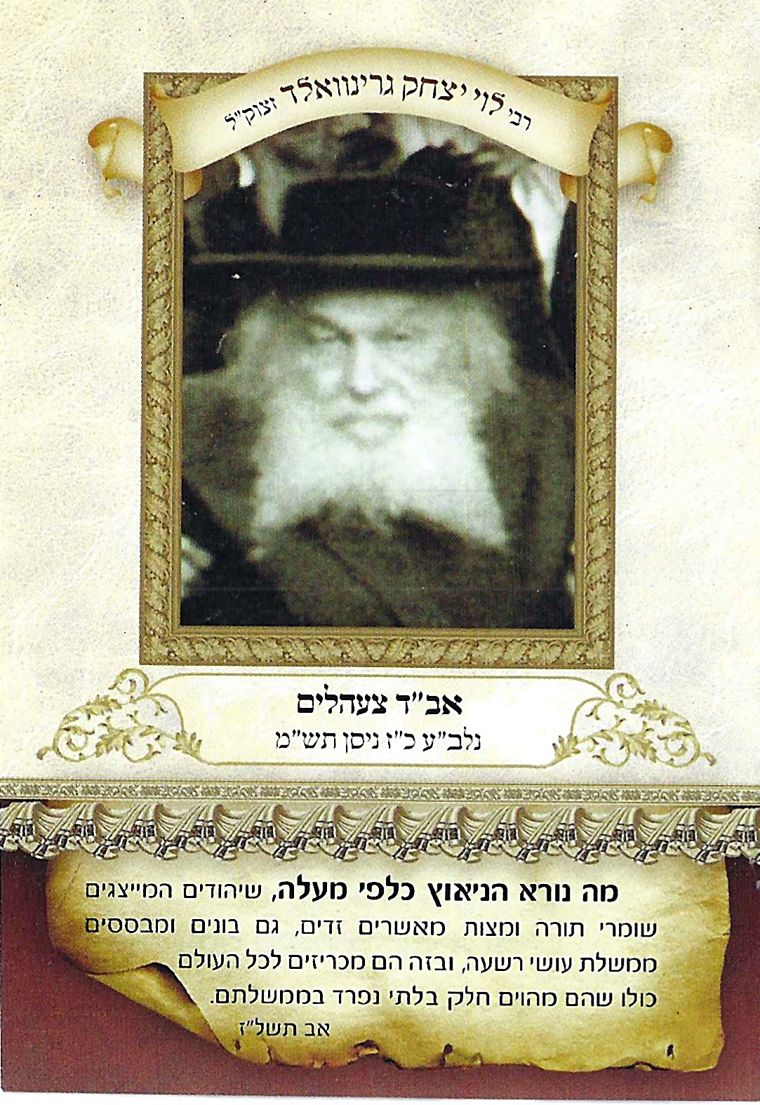 רבי לוי יצחק גרינוואלד זצוק״ל
אב״ד צעהלים
נלב״ע כ״ז ניסן תש״מ
מה נורא הניאוץ כלפי מעלה, שיהודים המייצגים
שומרי תורה ומצות מאשרים זדים, גם בונים ומבססים
ממשלת עושי רשעה, ובזה הם מכריזים לכל העולם
כולו שהם מהוים חלק בלתי נפרד בממשלתם.
אב תשל״ז